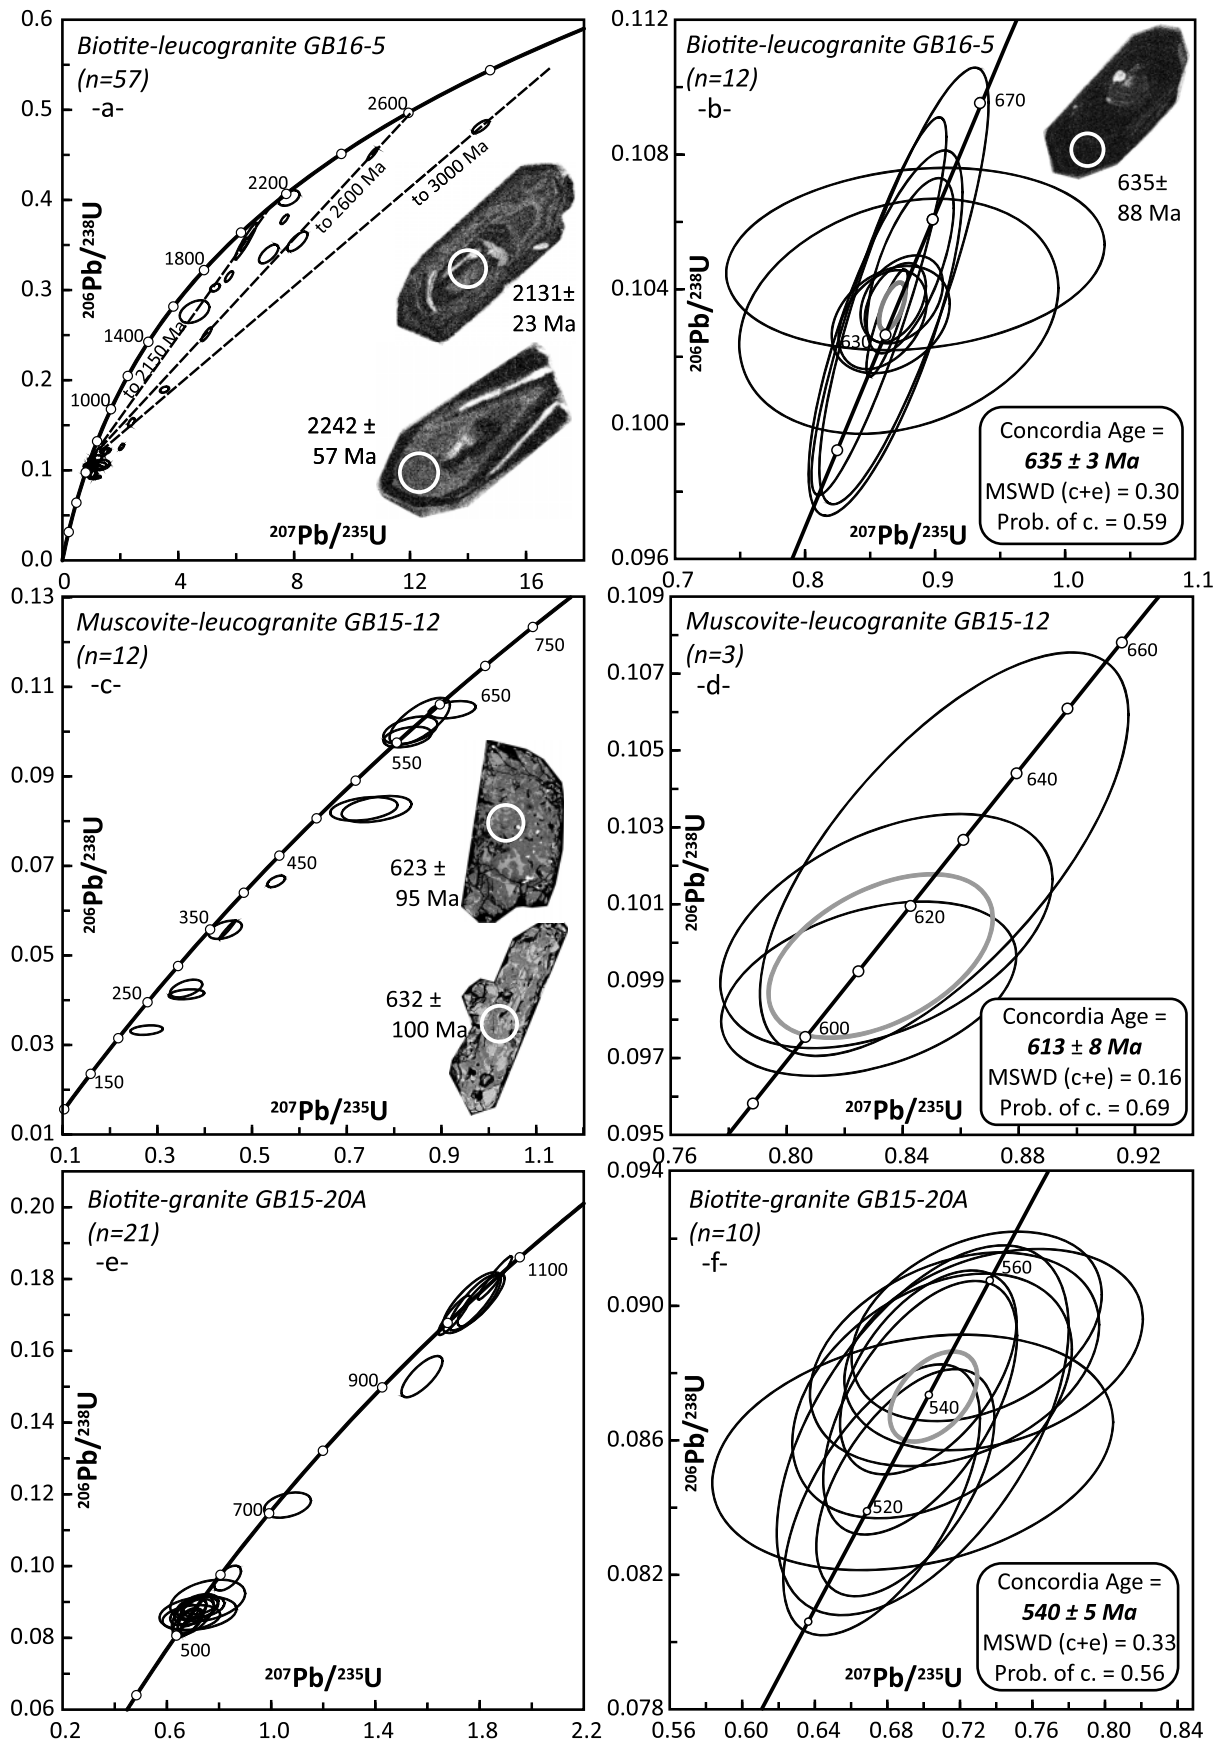 Biotite-leucogranite GB16-5
(n=57)
-a-
0.6
0.5
0.4
0.3
0.2
0.1
0.0
²⁰⁶Pb/²³⁸U
2600
2200
1800
1400
1000
to 2150 Ma
to 2600 Ma
to 3000 Ma
2131±
23 Ma
2242 ±
57 Ma
²⁰⁷Pb/²³⁵U
0
4
8
12
16
Biotite-leucogranite GB16-5
(n=12)
-b-
0.112
0.108
0.104
0.100
0.096
²⁰⁶Pb/²³⁸U
670
630
635±
88 Ma
Concordia Age =
635 ± 3 Ma
MSWD (c+e) = 0.30
Prob. of c. = 0.59
²⁰⁷Pb/²³⁵U
0.7
0.8
0.9
1.0
1.1
Muscovite-leucogranite GB15-12
(n=12)
-c-
0.13
0.11
0.09
0.07
0.05
0.03
0.01
²⁰⁶Pb/²³⁸U
750
650
550
450
350
250
150
623 ±
95 Ma
632 ±
100 Ma
²⁰⁷Pb/²³⁵U
0.1
0.3
0.5
0.7
0.9
1.1
Muscovite-leucogranite GB15-12
(n=3)
-d-
0.109
0.107
0.105
0.103
0.101
0.099
0.097
0.095
²⁰⁶Pb/²³⁸U
660
640
620
600
Concordia Age =
613 ± 8 Ma
MSWD (c+e) = 0.16
Prob. of c. = 0.69
²⁰⁷Pb/²³⁵U
0.76
0.80
0.84
0.88
0.92
Biotite-granite GB15-20A
(n=21)
-e-
0.20
0.18
0.16
0.14
0.12
0.10
0.08
0.06
²⁰⁶Pb/²³⁸U
1100
900
700
500
²⁰⁷Pb/²³⁵U
0.2
0.6
1.0
1.4
1.8
2.2
Biotite-granite GB15-20A
(n=10)
-f-
0.094
0.090
0.086
0.082
0.078
²⁰⁶Pb/²³⁸U
560
540
520
Concordia Age =
540 ± 5 Ma
MSWD (c+e) = 0.33
Prob. of c. = 0.56
²⁰⁷Pb/²³⁵U
0.56
0.60
0.64
0.68
0.72
0.76
0.80
0.84